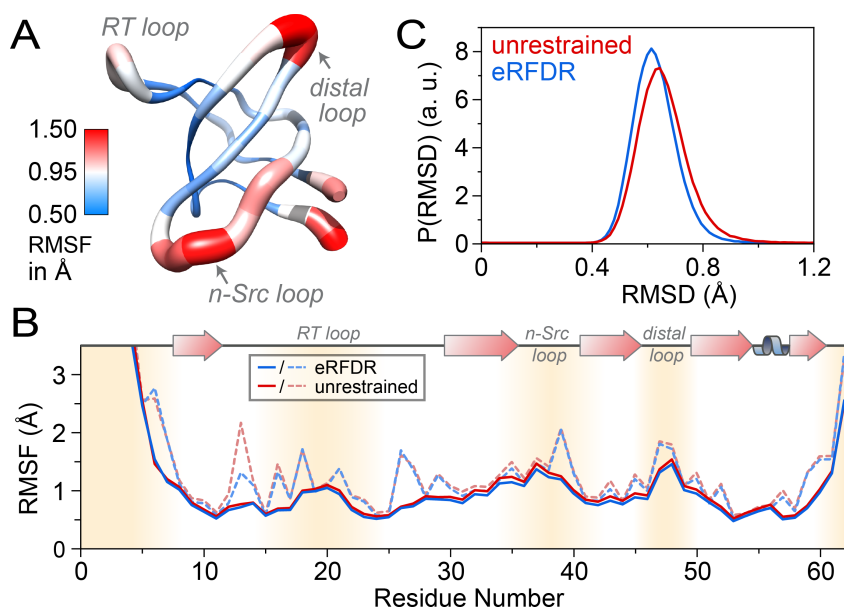 A
RT loop
distal
loop
1.50
0.95
0.50
RMSF
in Å
n-Src loop
C
unrestrained
eRFDR
8
6
4
2
0
P(RMSD) (a. u.)
0
0.4
0.8
1.2
RMSD (Å)
B
RT loop
n-Src
loop
distal
loop
/ eRFDR
/ unrestrained
3
2
1
0
RMSF (Å)
0
10
20
30
40
50
60
Residue Number